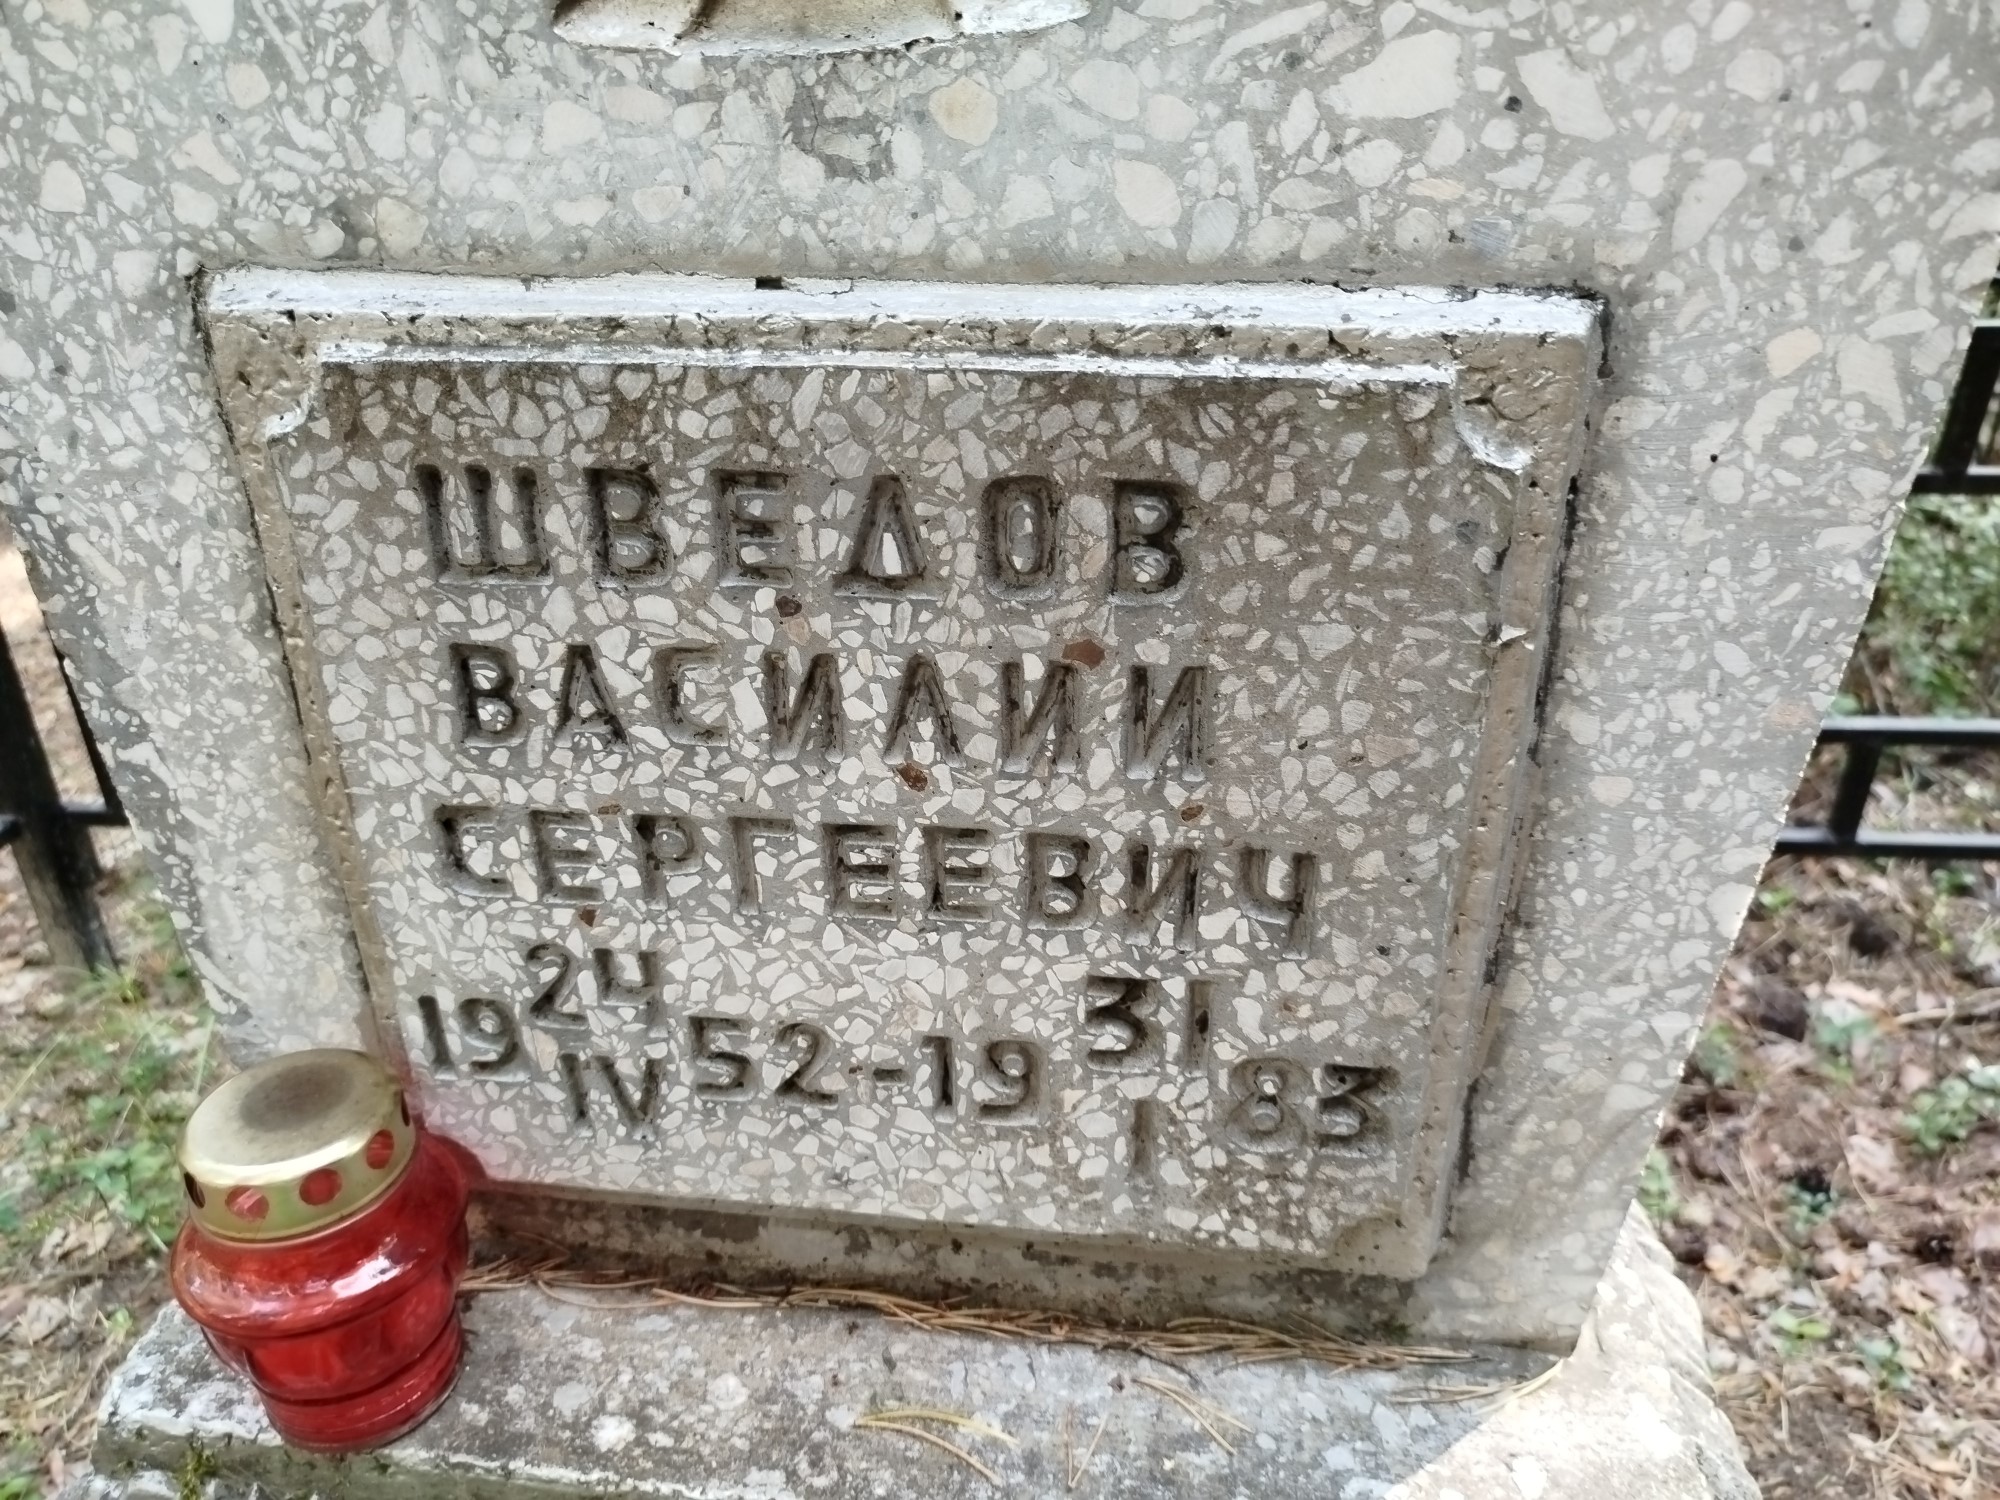 ШВЕДОВ
ВАСИЛИИ
СЕРГЕЕВИЧ
19 24/IV 52-19 31/I 83